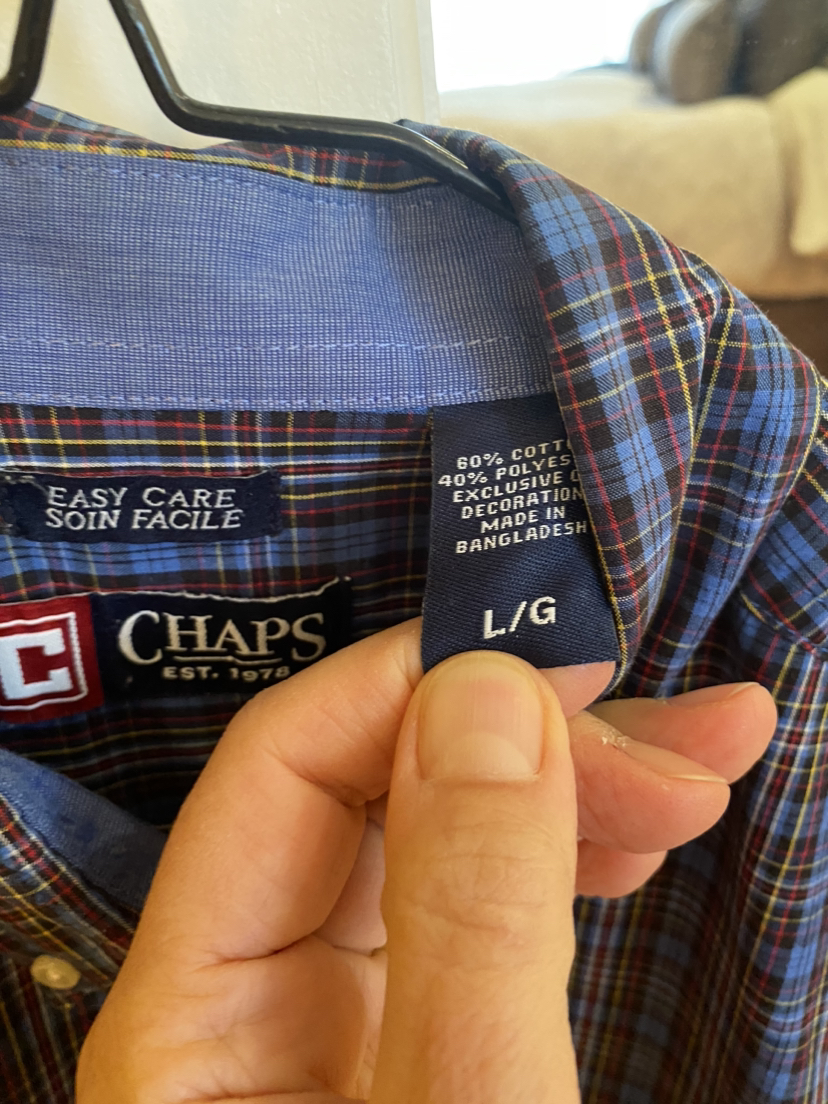 EASY CARE
SOIN FACILE
C
CHAPS
EST. 1978
60% COTT
40% POLYES
EXCLUSIVE
DECORATION
MADE IN
BANGLADESH
L/G